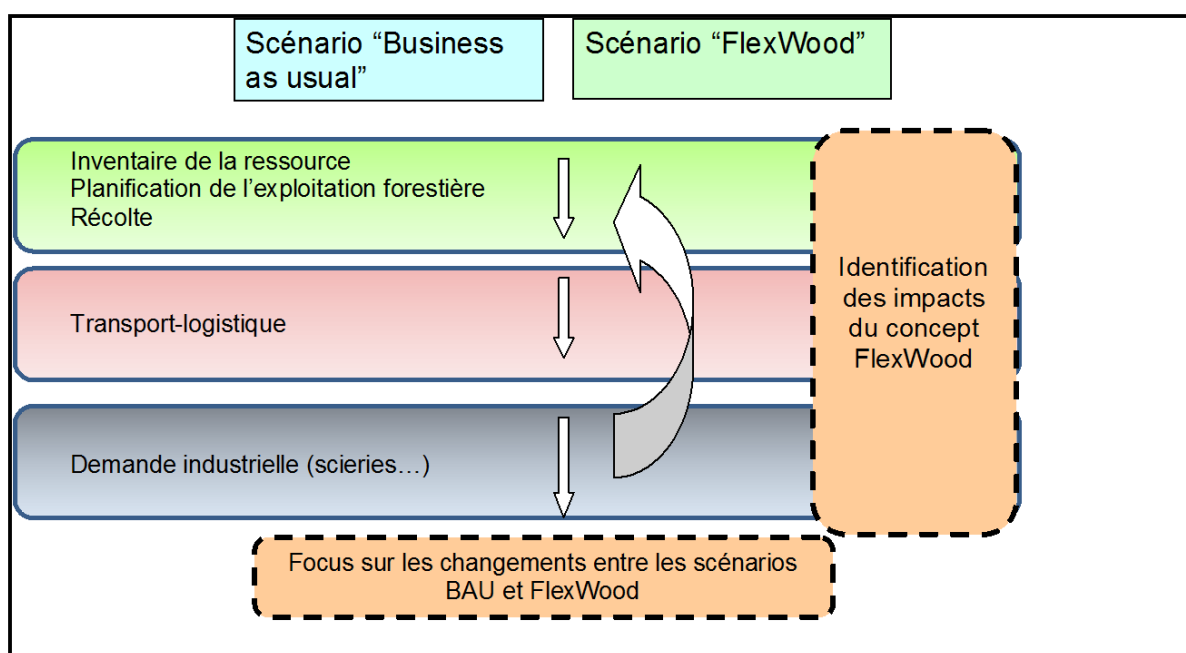 Scénario “Business
as usual”
Scénario “FlexWood”
Inventaire de la ressource
Planification de l’exploitation forestière
Récolte
Transport-logistique
Demande industrielle (scieries…)
Identification
des impacts
du concept
FlexWood
Focus sur les changements entre les scénarios
BAU et FlexWood